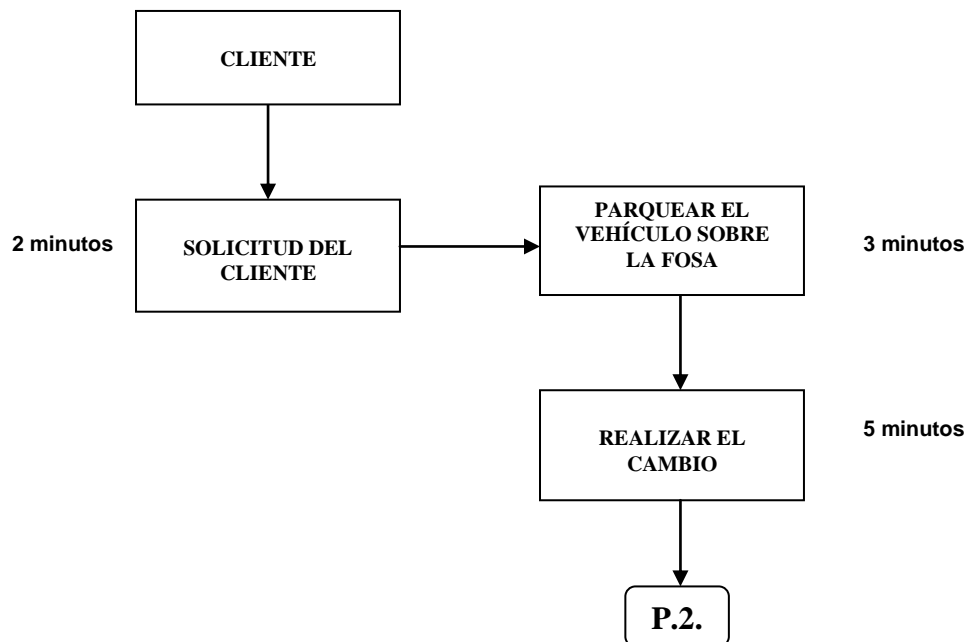 CLIENTE
2 minutos
SOLICITUD DEL
CLIENTE
PARQUEAR EL
VEHÍCULO SOBRE
LA FOSA
3 minutos
REALIZAR EL
CAMBIO
5 minutos
P.2.